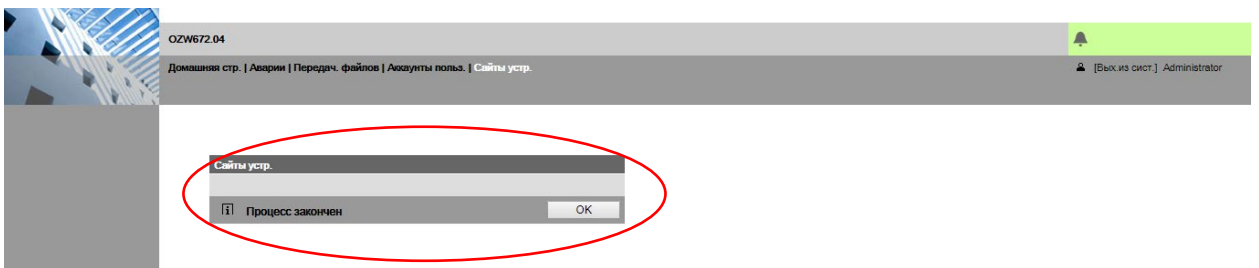 OZW672.04
Домашняя стр. | Аварии | Передач. файлов | Аккаунты польз. | Сайты устр.
[Вых.из сист.] Administrator
Сайты устр.
Процесс закончен
OK